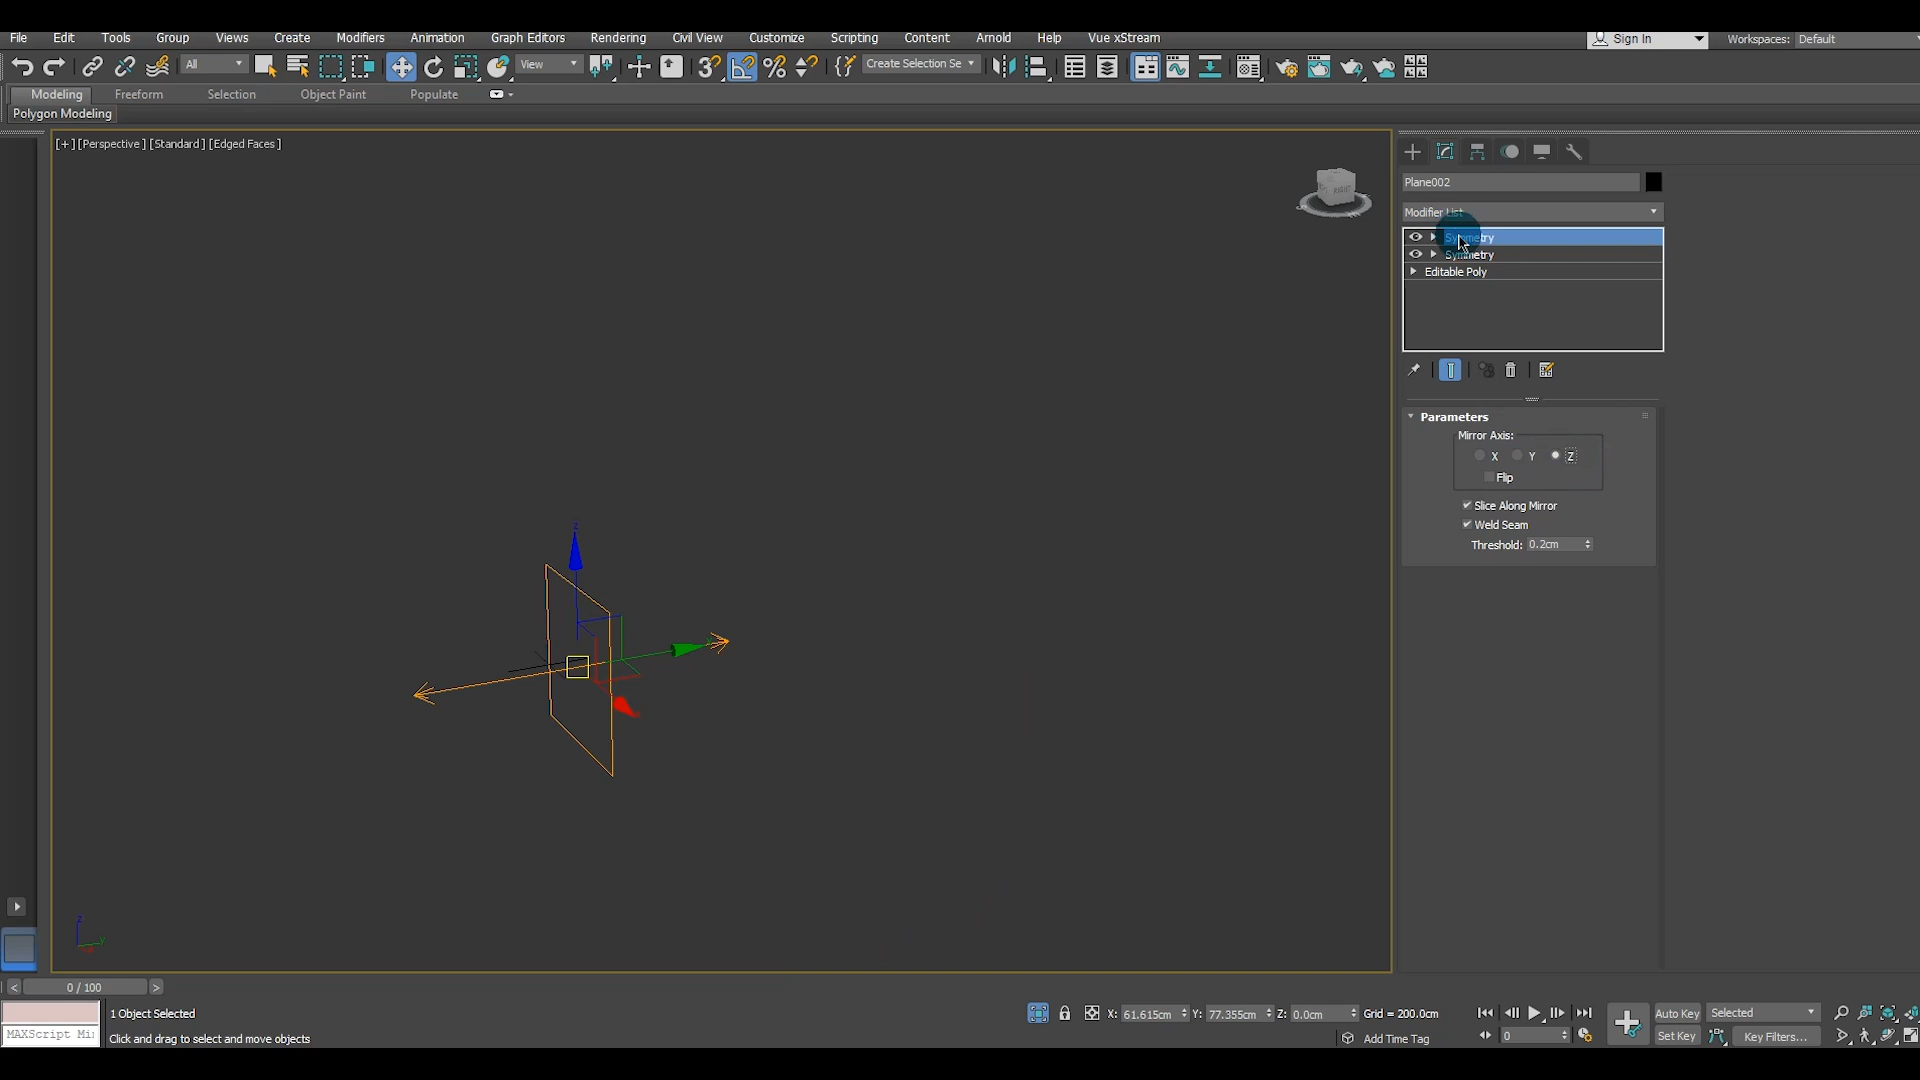 File Edit Tools Group Views Create Modifiers Animation Graph Editors Rendering Civil View Customize Scripting Content Arnold Help Vue xStream Sign In Workspaces: Default
All View Create Selection Se
Modeling Freeform Selection Object Paint Populate
Polygon Modeling
[+] [Perspective] [Standard] [Edged Faces]
RIGHT
Plane002
Modifier List
Symmetry
Symmetry
Editable Poly
Parameters
Mirror Axis:
X Y Z
Flip
Slice Along Mirror
Weld Seam
Threshold: 0.2cm
z
z
y
< 0 / 100 >
1 Object Selected X: 61.615cm Y: 77.355cm Z: 0.0cm Grid = 200.0cm Auto Key Selected
MAXScript Mi Click and drag to select and move objects Add Time Tag 0 Set Key Key Filters...